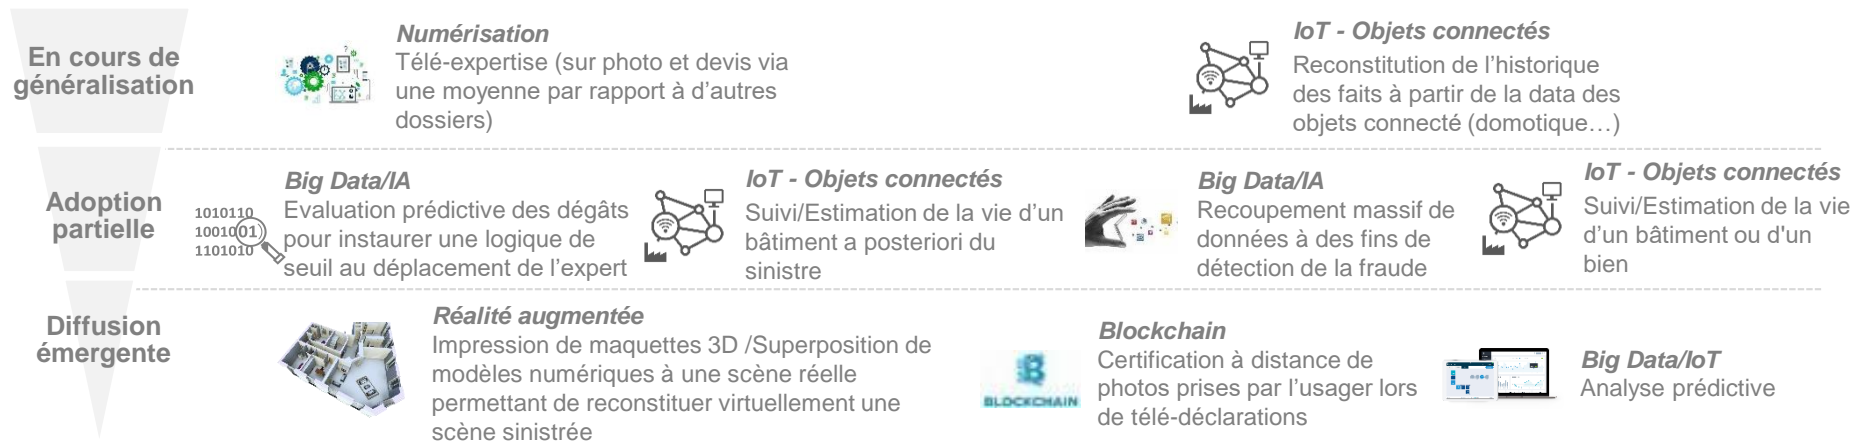 En cours de
généralisation
Numérisation
Télé-expertise (sur photo et devis via
une moyenne par rapport à d'autres
dossiers)
IoT - Objets connectés
Reconstitution de l'historique
des faits à partir de la data des
objets connecté (domotique…)
Adoption
partielle
1010110
1001001
1101010
Big Data/IA
Evaluation prédictive des dégâts
pour instaurer une logique de
seuil au déplacement de l'expert
IoT - Objets connectés
Suivi/Estimation de la vie d'un
bâtiment a posteriori du
sinistre
Big Data/IA
Recoupement massif de
données à des fins de
détection de la fraude
IoT - Objets connectés
Suivi/Estimation de la vie
d'un bâtiment ou d'un
bien
Diffusion
émergente
Réalité augmentée
Impression de maquettes 3D /Superposition de
modèles numériques à une scène réelle
permettant de reconstituer virtuellement une
scène sinistrée
BLOCKCHAIN
Blockchain
Certification à distance de
photos prises par l'usager lors
de télé-déclarations
Big Data/IoT
Analyse prédictive